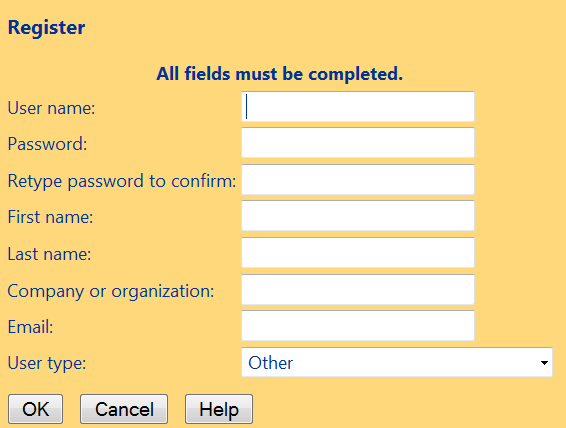 Register
All fields must be completed.
User name:
Password:
Retype password to confirm:
First name:
Last name:
Company or organization:
Email:
User type: Other
OK Cancel Help